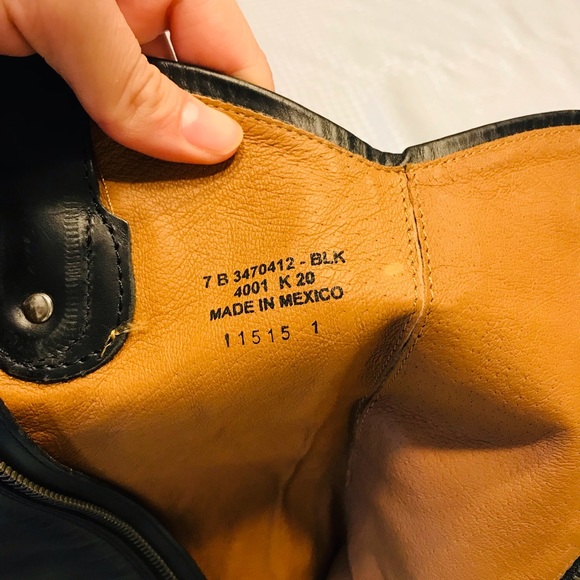 7 B 3470412 - BLK
4001 K 20
MADE IN MEXICO
11515 1